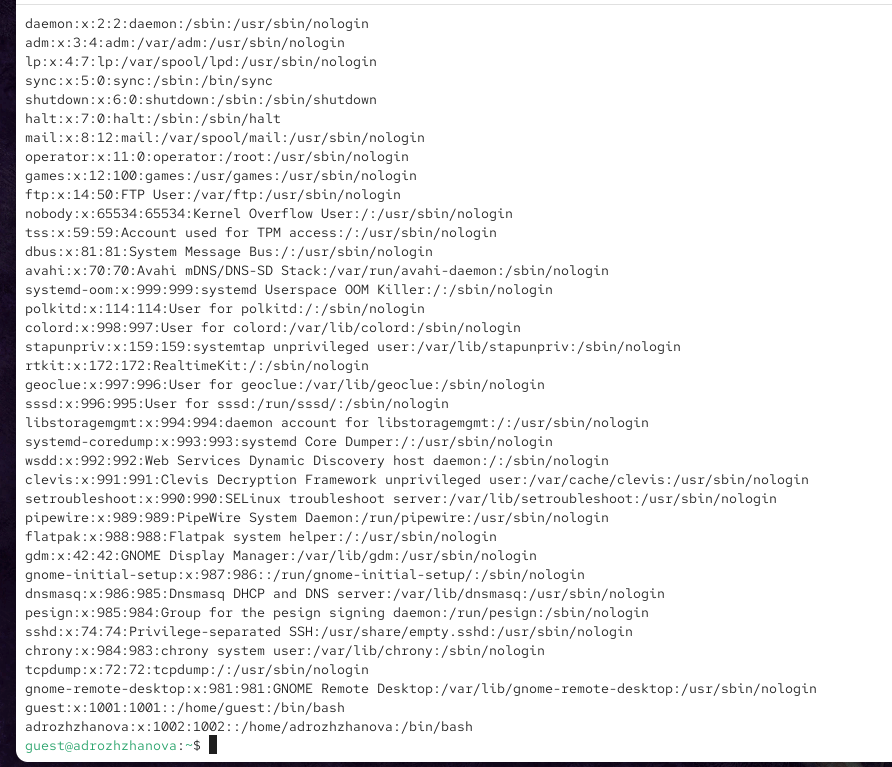 daemon:x:2:2:daemon:/sbin:/usr/sbin/nologin
adm:x:3:4:adm:/var/adm:/usr/sbin/nologin
lp:x:4:7:lp:/var/spool/lpd:/usr/sbin/nologin
sync:x:5:0:sync:/sbin:/bin/sync
shutdown:x:6:0:shutdown:/sbin:/sbin/shutdown
halt:x:7:0:halt:/sbin:/sbin/halt
mail:x:8:12:mail:/var/spool/mail:/usr/sbin/nologin
operator:x:11:0:operator:/root:/usr/sbin/nologin
games:x:12:100:games:/usr/games:/usr/sbin/nologin
ftp:x:14:50:FTP User:/var/ftp:/usr/sbin/nologin
nobody:x:65534:65534:Kernel Overflow User:/:/usr/sbin/nologin
tss:x:59:59:Account used for TPM access:/:/usr/sbin/nologin
dbus:x:81:81:System Message Bus:/:/usr/sbin/nologin
avahi:x:70:70:Avahi mDNS/DNS-SD Stack:/var/run/avahi-daemon:/sbin/nologin
systemd-oom:x:999:999:systemd Userspace OOM Killer:/:/sbin/nologin
polkitd:x:114:114:User for polkitd:/:/sbin/nologin
colord:x:998:997:User for colord:/var/lib/colord:/sbin/nologin
stapunpriv:x:159:159:systemtap unprivileged user:/var/lib/stapunpriv:/sbin/nologin
rtkit:x:172:172:RealtimeKit:/:/sbin/nologin
geoclue:x:997:996:User for geoclue:/var/lib/geoclue:/sbin/nologin
sssd:x:996:995:User for sssd:/run/sssd/:/sbin/nologin
libstoragemgmt:x:994:994:daemon account for libstoragemgmt:/:/usr/sbin/nologin
systemd-coredump:x:993:993:systemd Core Dumper:/:/usr/sbin/nologin
wsdd:x:992:992:Web Services Dynamic Discovery host daemon:/:/sbin/nologin
clevis:x:991:991:Clevis Decryption Framework unprivileged user:/var/cache/clevis:/usr/sbin/nologin
setroubleshoot:x:990:990:SELinux troubleshoot server:/var/lib/setroubleshoot:/usr/sbin/nologin
pipewire:x:989:989:PipeWire System Daemon:/run/pipewire:/usr/sbin/nologin
flatpak:x:988:988:Flatpak system helper:/:/usr/sbin/nologin
gdm:x:42:42:GNOME Display Manager:/var/lib/gdm:/usr/sbin/nologin
gnome-initial-setup:x:987:986::/run/gnome-initial-setup/:/sbin/nologin
dnsmasq:x:986:985:Dnsmasq DHCP and DNS server:/var/lib/dnsmasq:/usr/sbin/nologin
pesign:x:985:984:Group for the pesign signing daemon:/run/pesign:/sbin/nologin
sshd:x:74:74:Privilege-separated SSH:/usr/share/empty.sshd:/usr/sbin/nologin
chrony:x:984:983:chrony system user:/var/lib/chrony:/sbin/nologin
tcpdump:x:72:72:tcpdump:/:/usr/sbin/nologin
gnome-remote-desktop:x:981:981:GNOME Remote Desktop:/var/lib/gnome-remote-desktop:/usr/sbin/nologin
guest:x:1001:1001::/home/guest:/bin/bash
adrozhzhanova:x:1002:1002::/home/adrozhzhanova:/bin/bash
guest@adrozhzhanova:~$